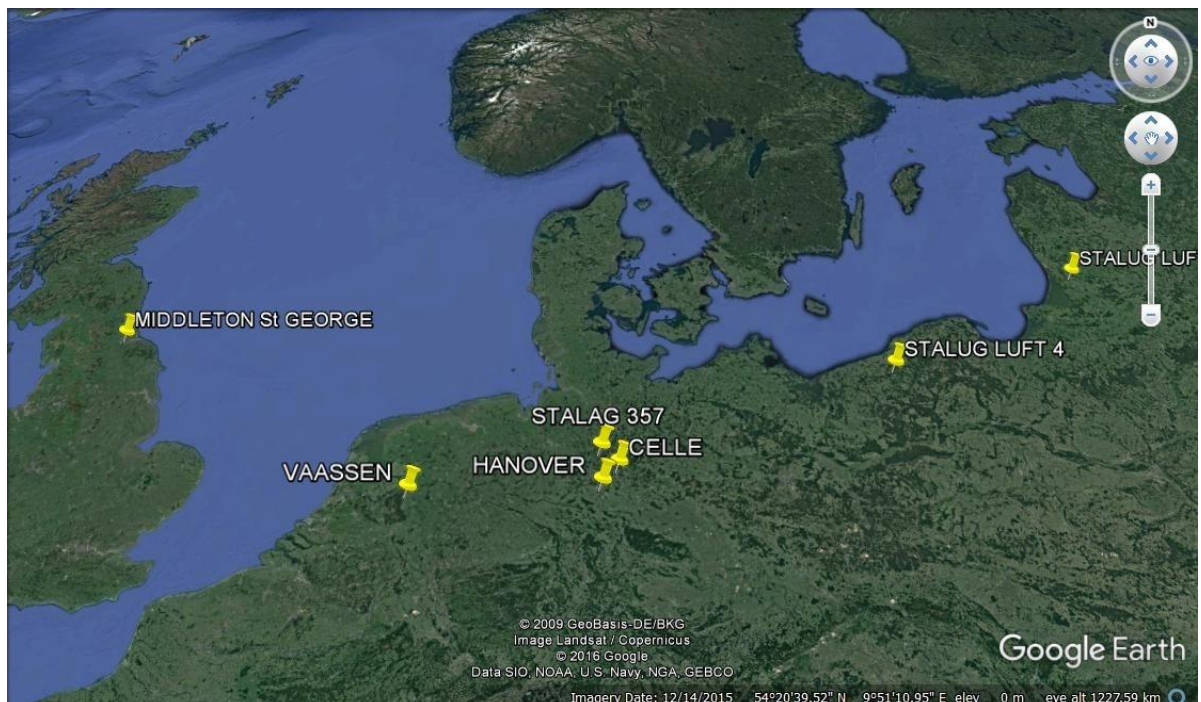 N
STALUG LUF
MIDDLETON St GEORGE
STALUG LUFT 4
STALAG 357
CELLE
HANOVER
VAASSEN
© 2009 GeoBasis-DE/BKG
Image Landsat / Copernicus
© 2016 Google
Data SIO, NOAA, U.S. Navy, NGA, GEBCO
Google Earth
Imagery Date: 12/14/2015 54°20'39.52" N 9°51'10.95" E elev 0 m eye alt 1227.59 km